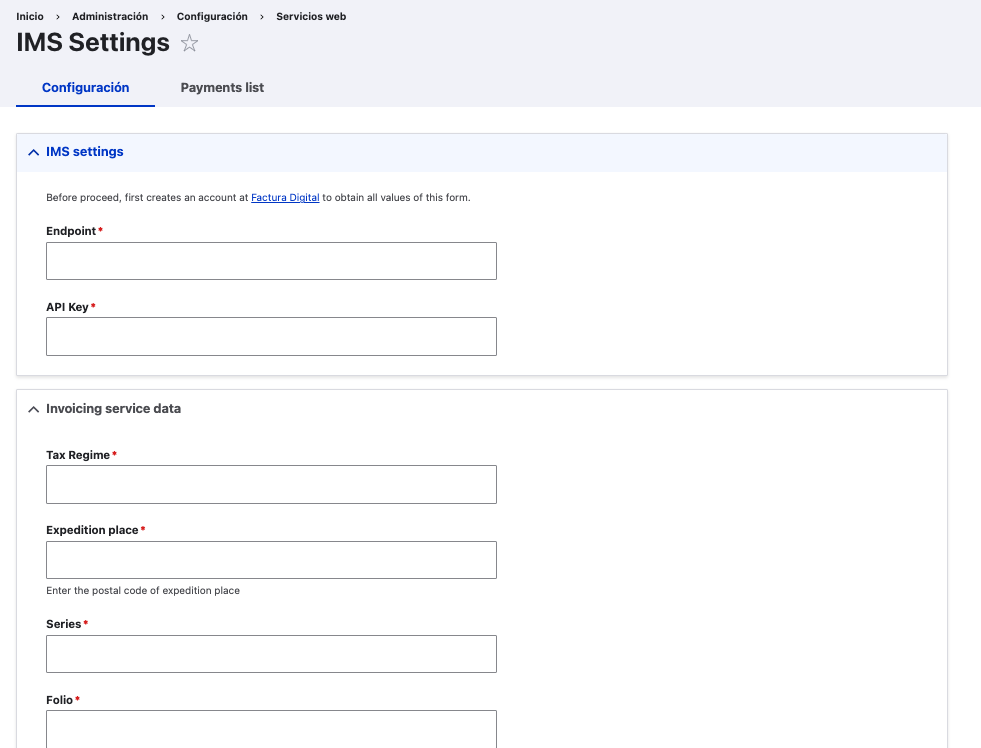 Inicio > Administración > Configuración > Servicios web
IMS Settings
Configuración Payments list
IMS settings
Before proceed, first creates an account at Factura Digital to obtain all values of this form.
Endpoint*
API Key*
Invoicing service data
Tax Regime*
Expedition place*
Enter the postal code of expedition place
Series*
Folio*